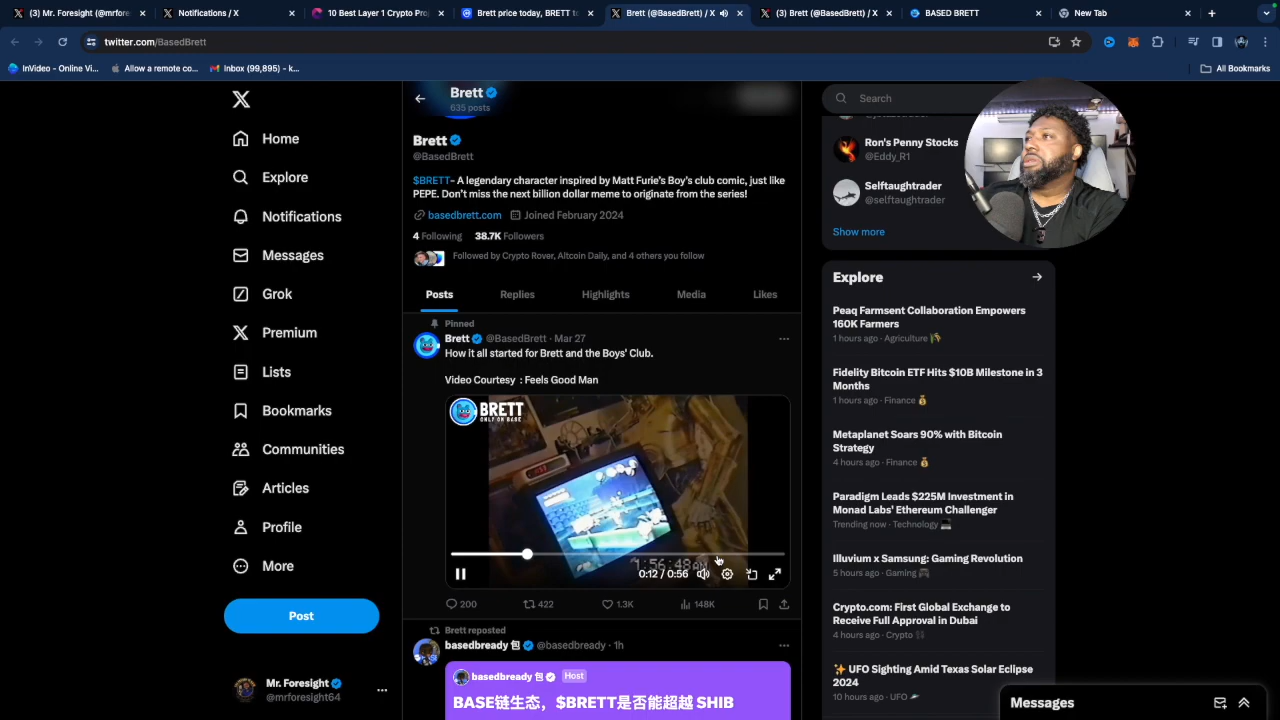 (3) Mr. Foresight (@mrfores
Notifications / X
10 Best Layer 1 Crypto Pro
Brett price today, BRETT to
Brett (@BasedBrett) / X
(3) Brett (@BasedBrett) / X
BASED BRETT
New Tab
twitter.com/BasedBrett
InVideo - Online Vi...
Allow a remote co...
Inbox (99,895) - k...
All Bookmarks
Home
Explore
Notifications
Messages
Grok
Premium
Lists
Bookmarks
Communities
Articles
Profile
More
Post
Mr. Foresight
@mrforesight64
Brett
635 posts
Brett
@BasedBrett
$BRETT- A legendary character inspired by Matt Furie's Boy's club comic, just like
PEPE. Don't miss the next billion dollar meme to originate from the series!
basedbrett.com Joined February 2024
4 Following 38.7K Followers
Followed by Crypto Rover, Altcoin Daily, and 4 others you follow
Posts Replies Highlights Media Likes
Pinned
Brett @BasedBrett · Mar 27
How it all started for Brett and the Boys' Club.
Video Courtesy : Feels Good Man
BRETT
ONLY ON BASE
1:56:48AM
0:12 / 0:56
200 422 1.3K 148K
Brett reposted
basedbready 包 @basedbready · 1h
basedbready 包 Host
BASE链生态，$BRETT是否能超越 SHIB
Search
Ron's Penny Stocks
@Eddy_R1
Selftaughtrader
@selftaughtrader
Show more
Explore
Peaq Farmsent Collaboration Empowers
160K Farmers
1 hours ago · Agriculture
Fidelity Bitcoin ETF Hits $10B Milestone in 3
Months
1 hours ago · Finance
Metaplanet Soars 90% with Bitcoin
Strategy
4 hours ago · Finance
Paradigm Leads $225M Investment in
Monad Labs' Ethereum Challenger
Trending now · Technology
Illuvium x Samsung: Gaming Revolution
5 hours ago · Gaming
Crypto.com: First Global Exchange to
Receive Full Approval in Dubai
4 hours ago · Crypto
UFO Sighting Amid Texas Solar Eclipse
2024
10 hours ago · UFO
Messages